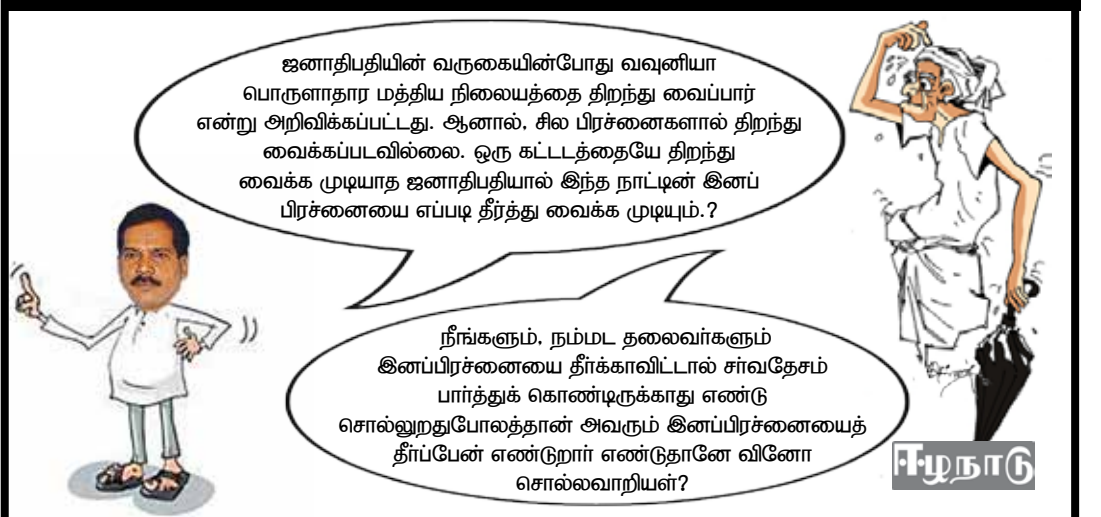 ஜனாதிபதியின் வருகையின்போது வவுனியா
பொருளாதார மத்திய நிலையத்தை திறந்து வைப்பார்
என்று அறிவிக்கப்பட்டது. ஆனால், சில பிரச்னைகளால் திறந்து
வைக்கப்படவில்லை. ஒரு கட்டடத்தையே திறந்து
வைக்க முடியாத ஜனாதிபதியால் இந்த நாட்டின் இனப்
பிரச்னையை எப்படி தீர்த்து வைக்க முடியும்.?
நீங்களும், நம்மட தலைவர்களும்
இனப்பிரச்னையை தீர்க்காவிட்டால் சர்வதேசம்
பார்த்துக் கொண்டிருக்காது எண்டு
சொல்லுறதுபோலத்தான் அவரும் இனப்பிரச்னையைத்
தீர்ப்பேன் எண்டுறார் எண்டுதானே வினோ
சொல்லவாறியள்?
ஈழநாடு